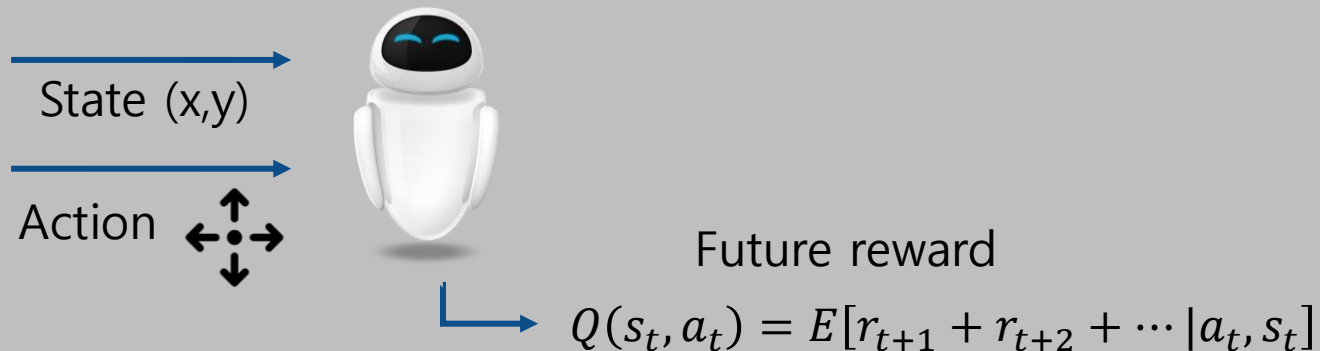 State (x,y)
Action
Future reward
Q(s_t, a_t) = E[r_{t+1} + r_{t+2} + ⋯ |a_t, s_t]